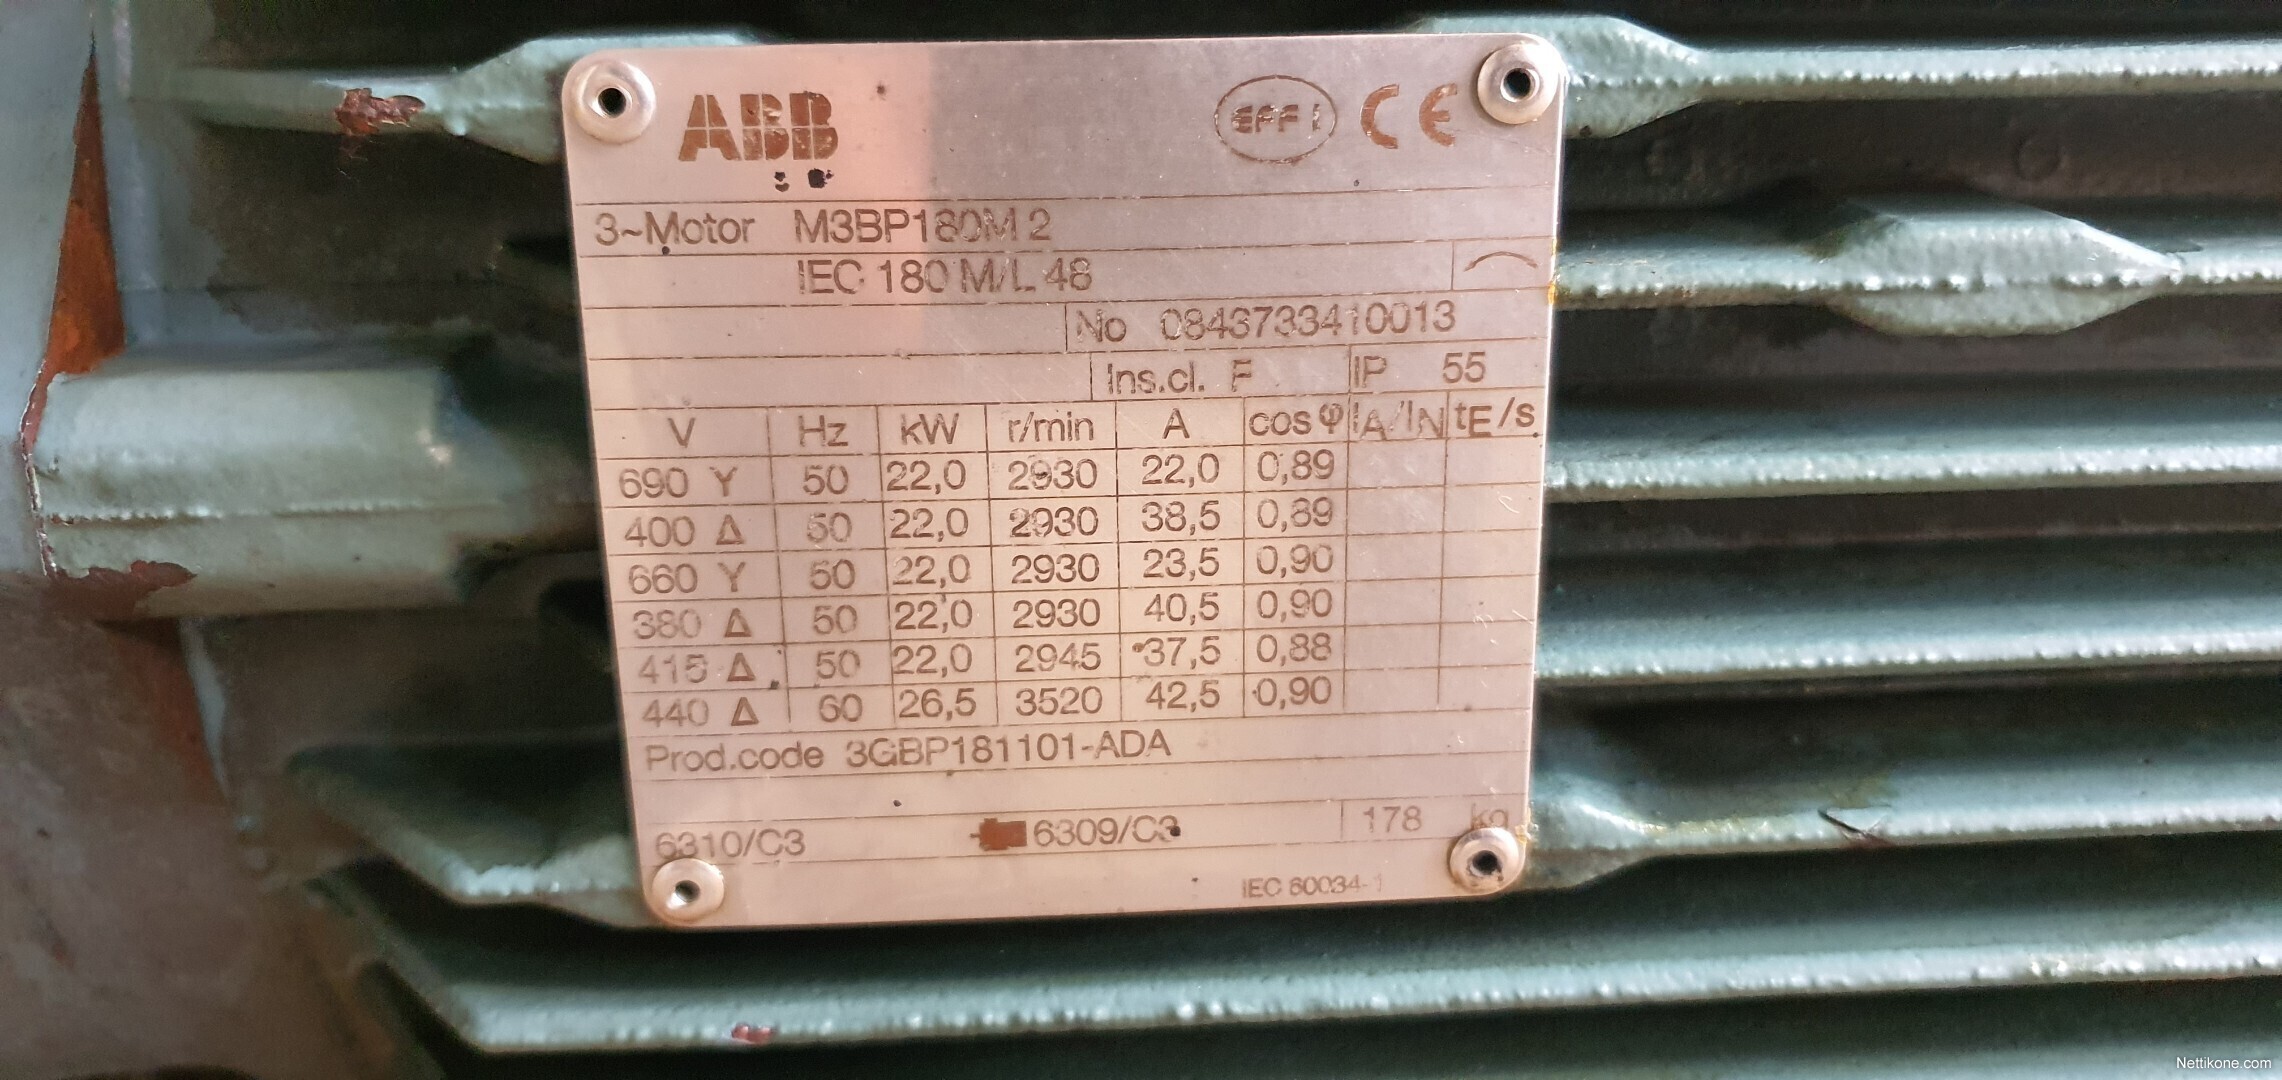 ABB
EFF 1 CE
3~Motor M3BP180M 2
IEC 180 M/L 48
No 0843733410013
Ins.cl. F IP 55
V Hz kW r/min A cosφ IA/IN tE/s
690 Y 50 22,0 2930 22,0 0,89
400 Δ 50 22,0 2930 38,5 0,89
660 Y 50 22,0 2930 23,5 0,90
380 Δ 50 22,0 2930 40,5 0,90
415 Δ 50 22,0 2945 37,5 0,88
440 Δ 60 26,5 3520 42,5 0,90
Prod.code 3GBP181101-ADA
6310/C3 6309/C3 178 kg
IEC 60034-1
Nettikone.com